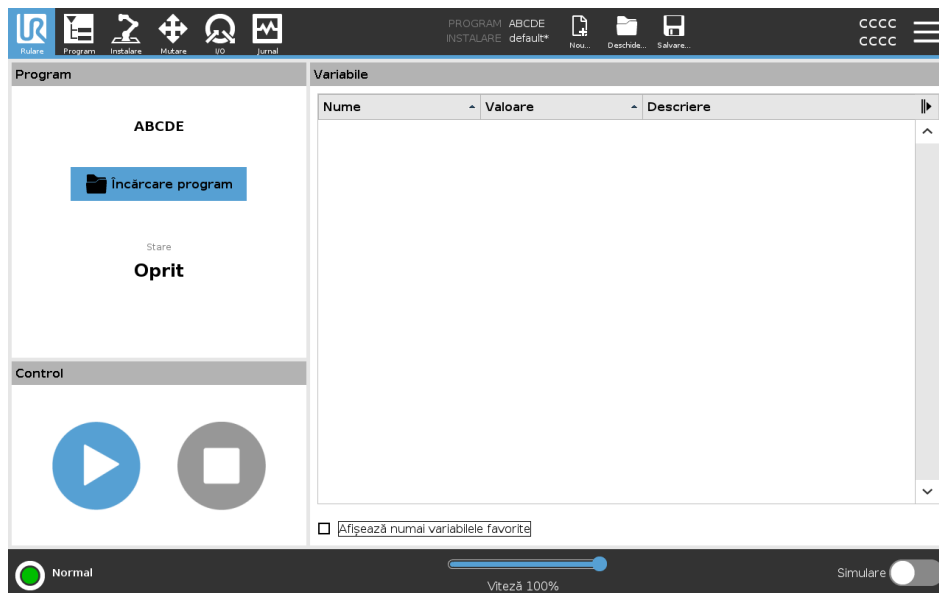 Rulare
Program
Instalare
Mutare
I/O
Jurnal
PROGRAM ABCDE
INSTALARE default*
Nou...
Deschide...
Salvare...
CCCC
CCCC
Program
ABCDE
Încărcare program
Stare
Oprit
Control
Variabile
Nume
Valoare
Descriere
Afișează numai variabilele favorite
Normal
Viteză 100%
Simulare